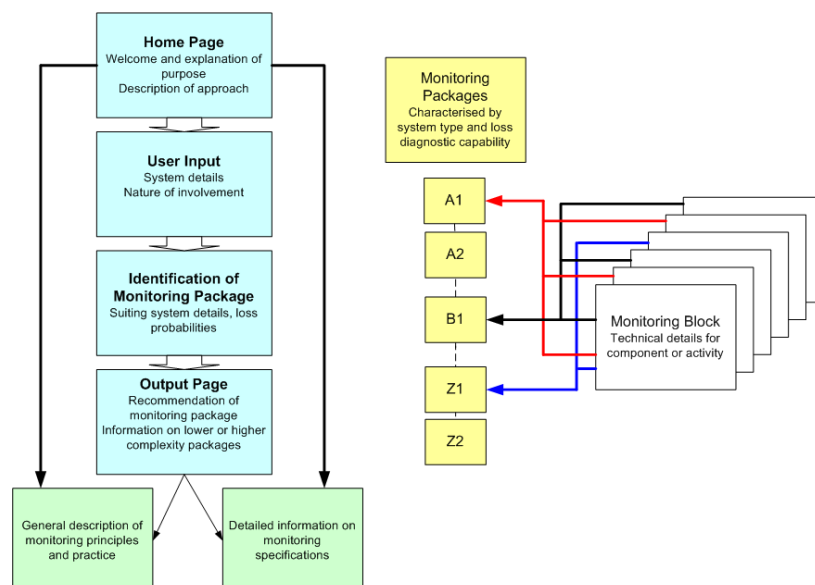 Home Page
Welcome and explanation of
purpose
Description of approach
User Input
System details
Nature of involvement
Identification of
Monitoring Package
Suiting system details, loss
probabilities
Output Page
Recommendation of
monitoring package
Information on lower or higher
complexity packages
General description of
monitoring principles
and practice
Detailed information on
monitoring
specifications
Monitoring
Packages
Characterised by
system type and loss
diagnostic capability
A1
A2
B1
Z1
Z2
Monitoring Block
Technical details for
component or activity